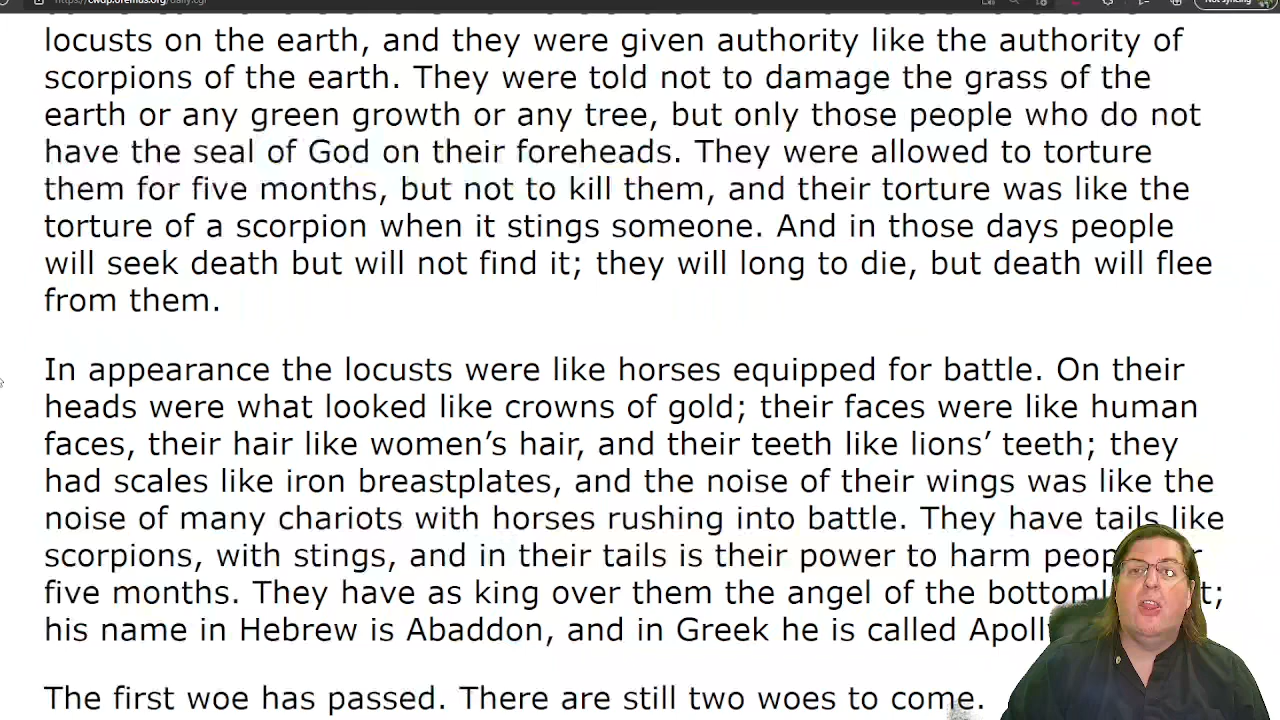 https://cwdp.oremus.org/daily.cgi
Not syncing
locusts on the earth, and they were given authority like the authority of
scorpions of the earth. They were told not to damage the grass of the
earth or any green growth or any tree, but only those people who do not
have the seal of God on their foreheads. They were allowed to torture
them for five months, but not to kill them, and their torture was like the
torture of a scorpion when it stings someone. And in those days people
will seek death but will not find it; they will long to die, but death will flee
from them.
In appearance the locusts were like horses equipped for battle. On their
heads were what looked like crowns of gold; their faces were like human
faces, their hair like women’s hair, and their teeth like lions’ teeth; they
had scales like iron breastplates, and the noise of their wings was like the
noise of many chariots with horses rushing into battle. They have tails like
scorpions, with stings, and in their tails is their power to harm
five months. They have as king over them the angel of the
his name in Hebrew is Abaddon, and in Greek he is called
The first woe has passed. There are still two woes to come.